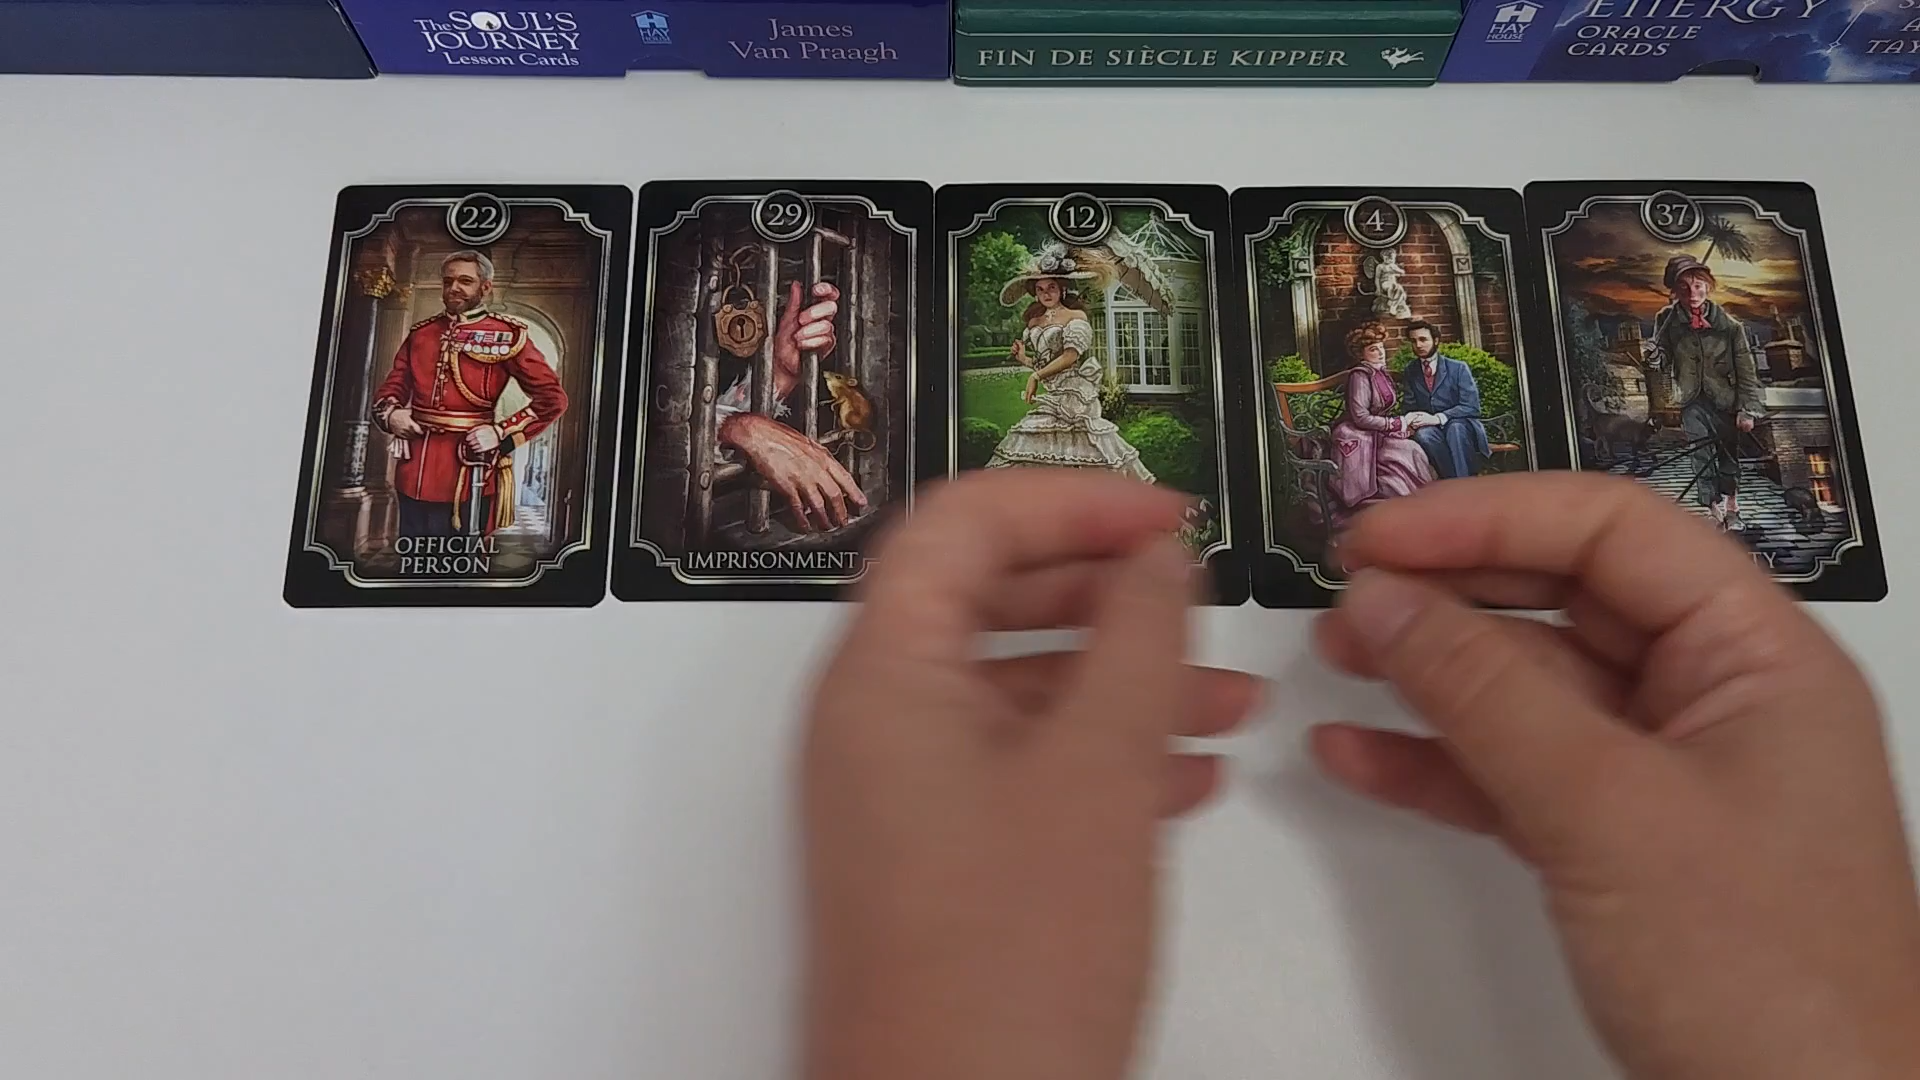 The SOUL'S
JOURNEY
Lesson Cards
HAY
HOUSE
James
Van Praagh
FIN DE SIÈCLE KIPPER
HAY
HOUSE
ENERGY
ORACLE
CARDS
22
29
12
4
37
OFFICIAL
PERSON
IMPRISONMENT